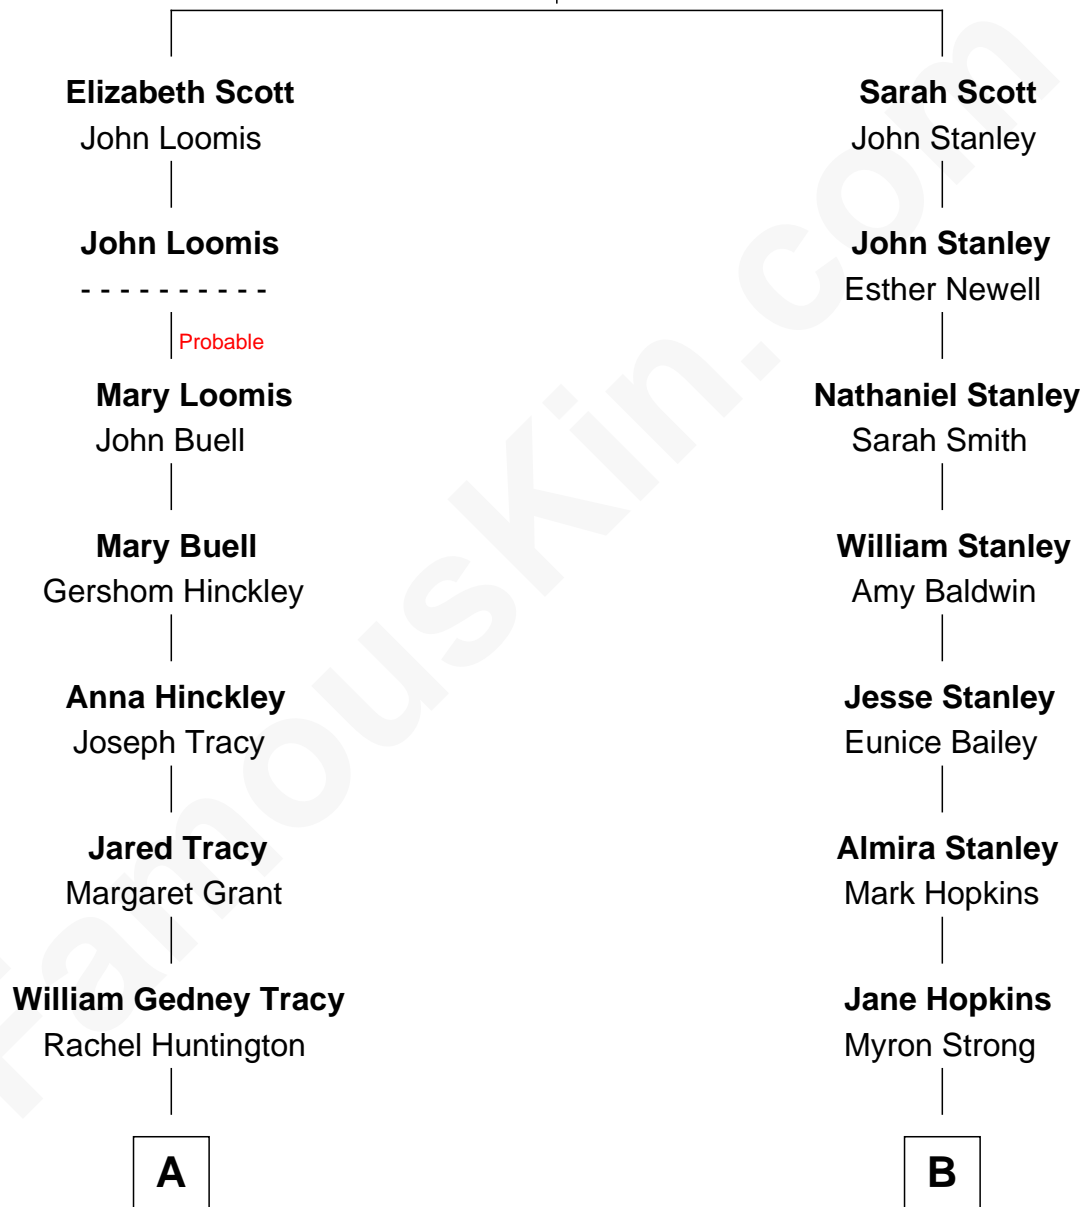 Elizabeth Scott
John Loomis
John Loomis
- - - - - - - - - -
Probable
Mary Loomis
John Buell
Mary Buell
Gershom Hinckley
Anna Hinckley
Joseph Tracy
Jared Tracy
Margaret Grant
William Gedney Tracy
Rachel Huntington
A
Sarah Scott
John Stanley
John Stanley
Esther Newell
Nathaniel Stanley
Sarah Smith
William Stanley
Amy Baldwin
Jesse Stanley
Eunice Bailey
Almira Stanley
Mark Hopkins
Jane Hopkins
Myron Strong
B
FamousKin.com